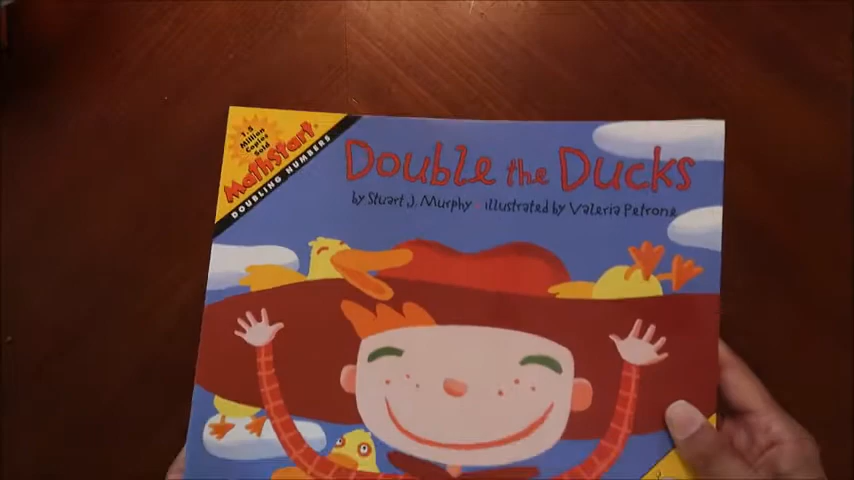 1.5
Million
Copies
Sold
MathStart®
DOUBLING NUMBERS
Double the Ducks
by Stuart J. Murphy • illustrated by Valeria Petrone